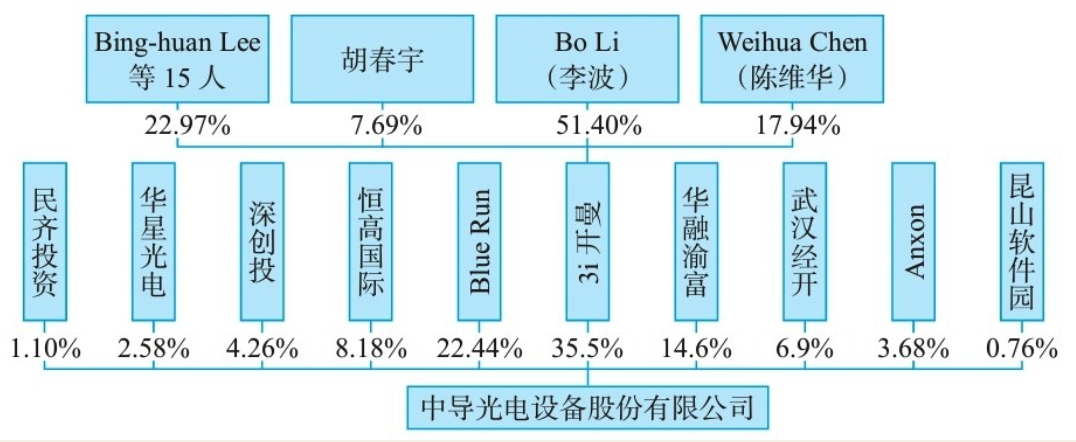 Bing-huan Lee
等 15 人
胡春宇
Bo Li
（李波）
Weihua Chen
（陈维华）
22.97%
7.69%
51.40%
17.94%
民齐投资
华星光电
深创投
恒高国际
Blue Run
3i 开曼
华融渝富
武汉经开
Anxon
昆山软件园
1.10%
2.58%
4.26%
8.18%
22.44%
35.5%
14.6%
6.9%
3.68%
0.76%
中导光电设备股份有限公司